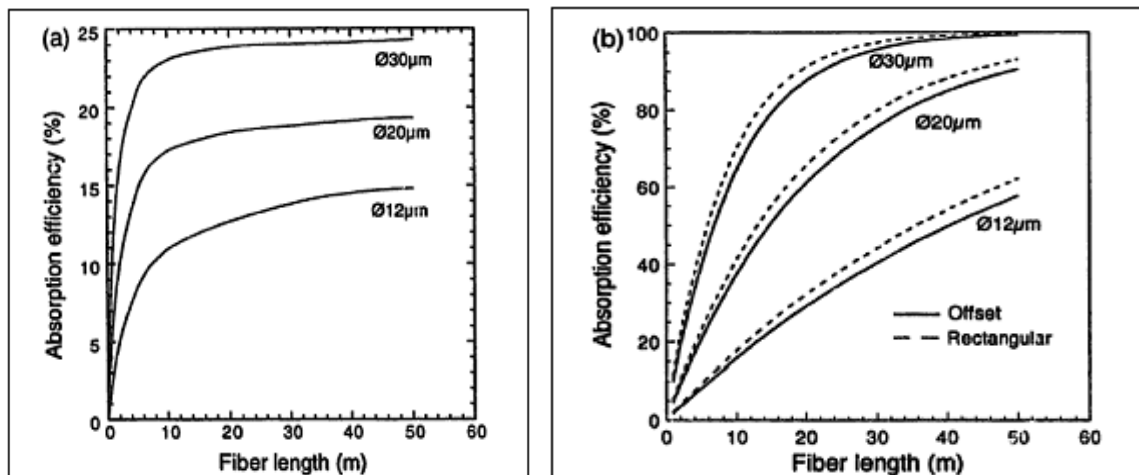 (a)
25
20
15
10
5
0
Absorption efficiency (%)
Ø30µm
Ø20µm
Ø12µm
0 10 20 30 40 50 60
Fiber length (m)
(b)
100
80
60
40
20
0
Absorption efficiency (%)
Ø30µm
Ø20µm
Ø12µm
Offset
Rectangular
0 10 20 30 40 50 60
Fiber length (m)